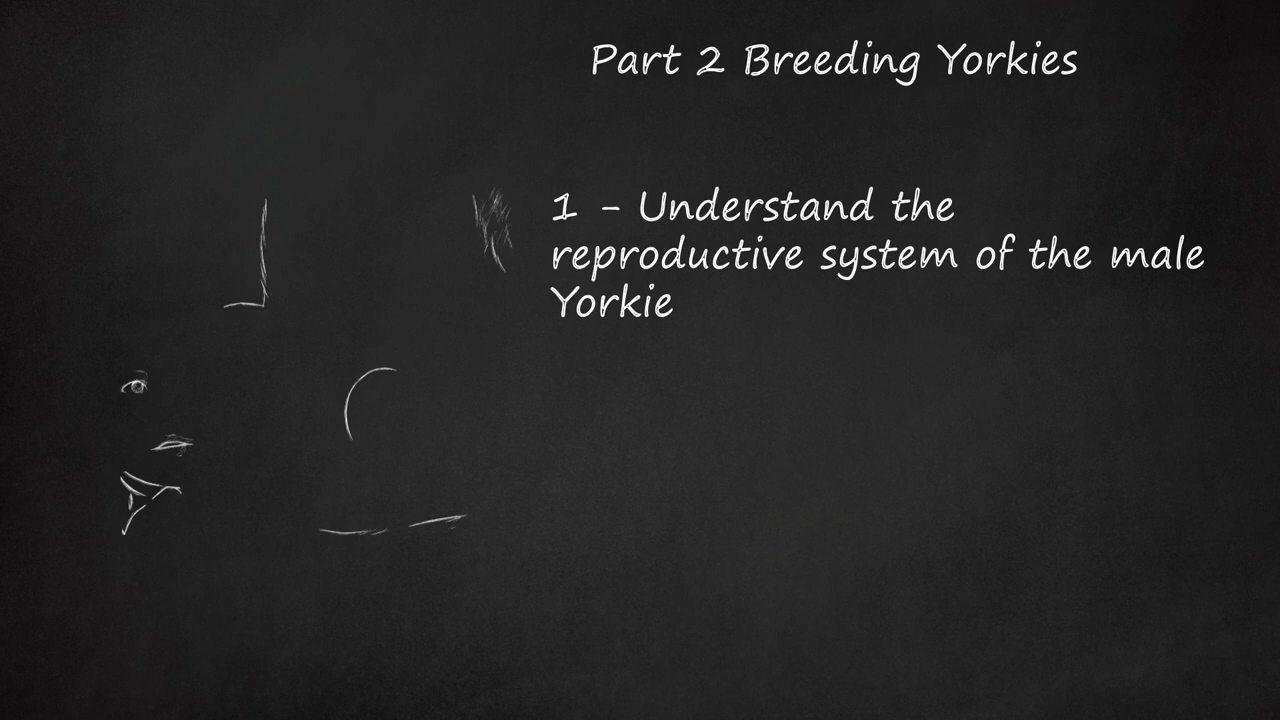 Part 2 Breeding Yorkies
1 - Understand the
reproductive system of the male
Yorkie